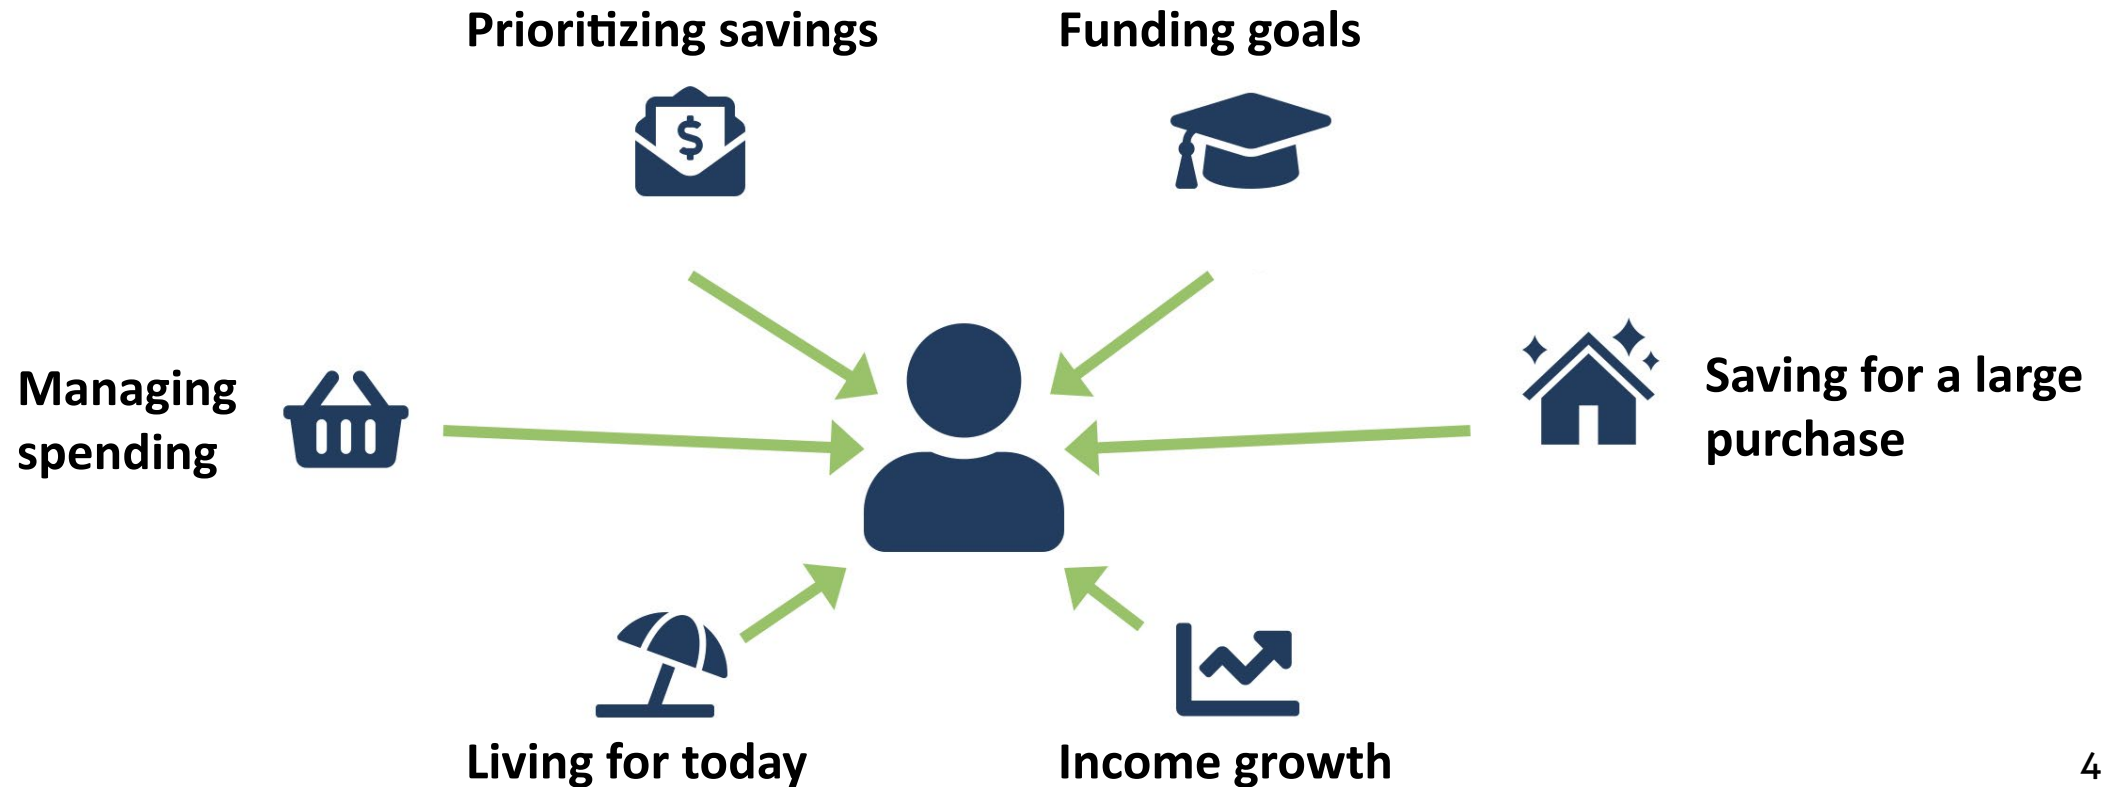 Prioritizing savings
Funding goals
$
Managing
spending
Saving for a large
purchase
Living for today
Income growth
4